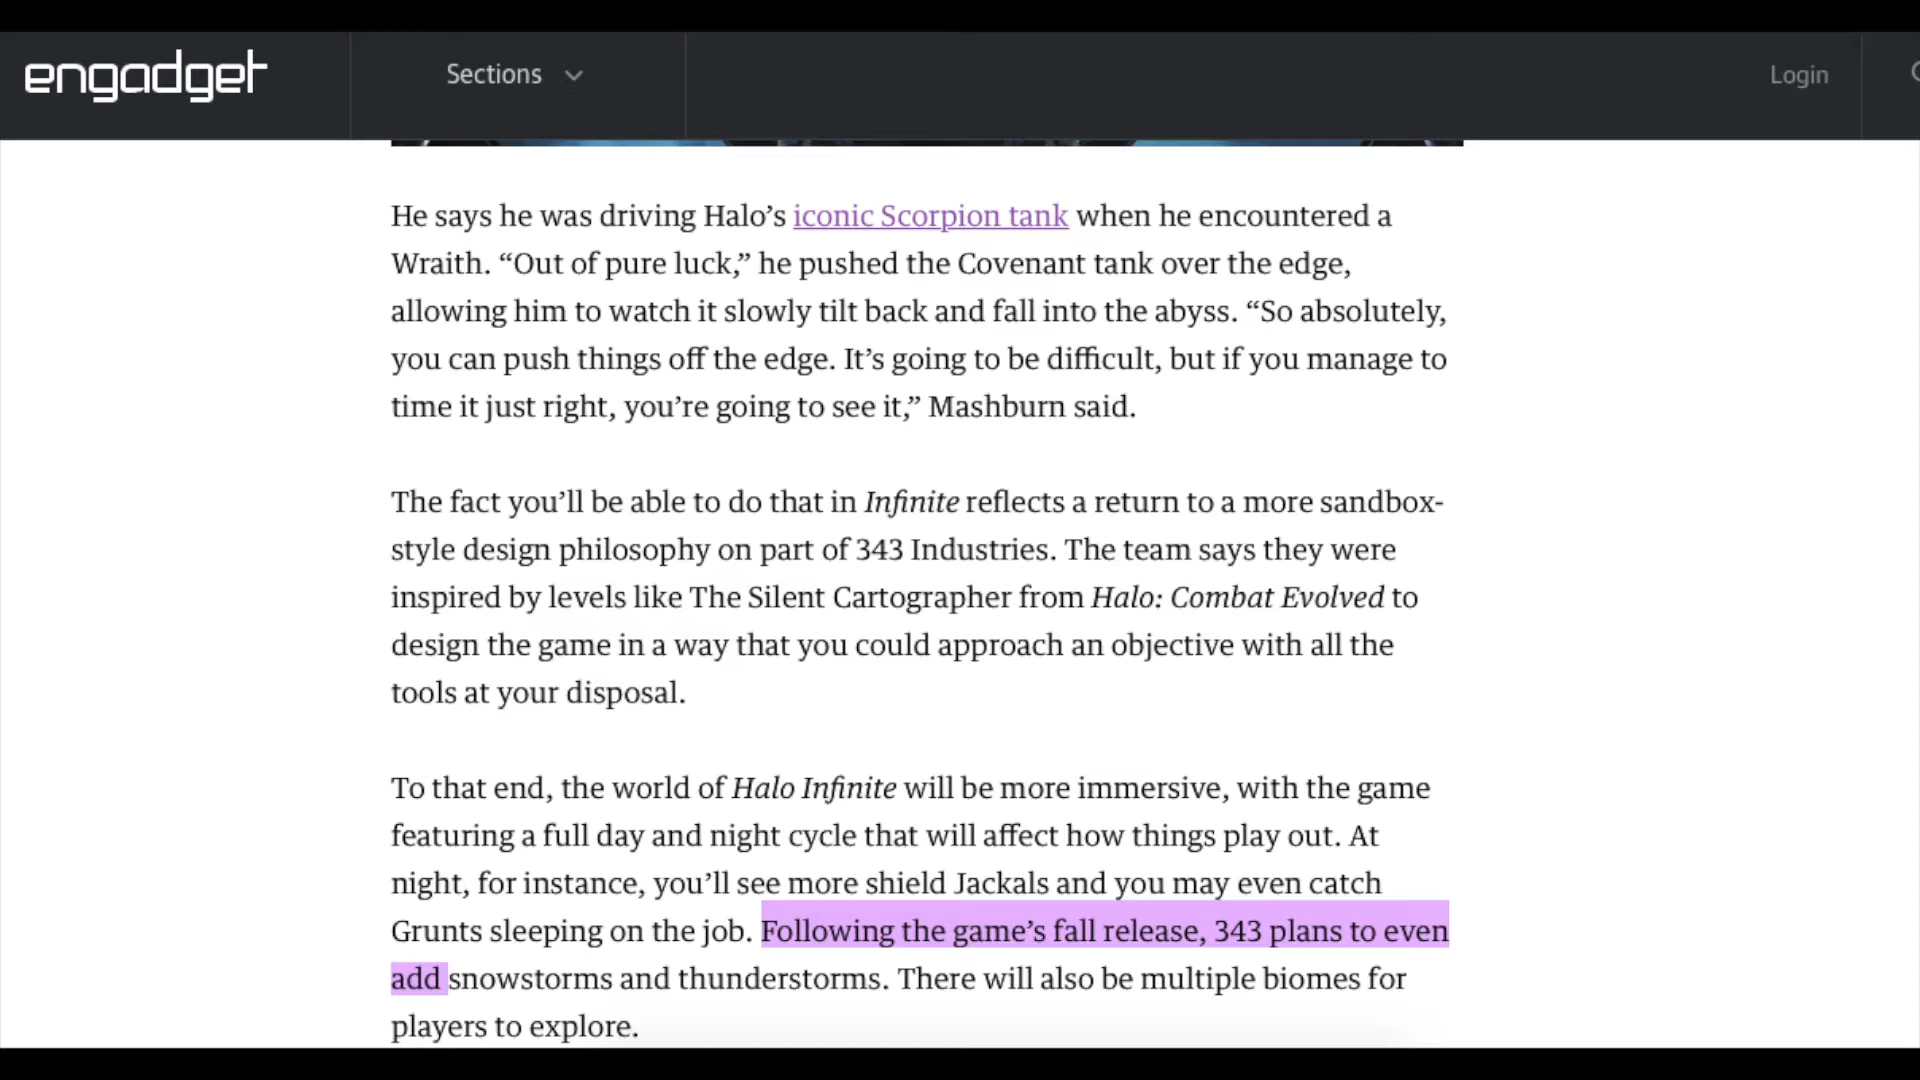 engadget
Sections
Login
He says he was driving Halo’s iconic Scorpion tank when he encountered a
Wraith. “Out of pure luck,” he pushed the Covenant tank over the edge,
allowing him to watch it slowly tilt back and fall into the abyss. “So absolutely,
you can push things off the edge. It’s going to be difficult, but if you manage to
time it just right, you’re going to see it,” Mashburn said.
The fact you’ll be able to do that in Infinite reflects a return to a more sandbox-
style design philosophy on part of 343 Industries. The team says they were
inspired by levels like The Silent Cartographer from Halo: Combat Evolved to
design the game in a way that you could approach an objective with all the
tools at your disposal.
To that end, the world of Halo Infinite will be more immersive, with the game
featuring a full day and night cycle that will affect how things play out. At
night, for instance, you’ll see more shield Jackals and you may even catch
Grunts sleeping on the job. Following the game’s fall release, 343 plans to even
add snowstorms and thunderstorms. There will also be multiple biomes for
players to explore.